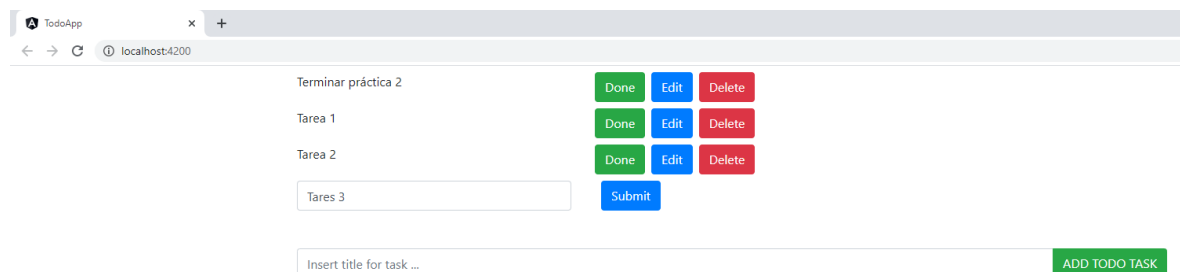 TodoApp
localhost:4200
Terminar práctica 2 Done Edit Delete
Tarea 1 Done Edit Delete
Tarea 2 Done Edit Delete
Tares 3 Submit
Insert title for task ... ADD TODO TASK